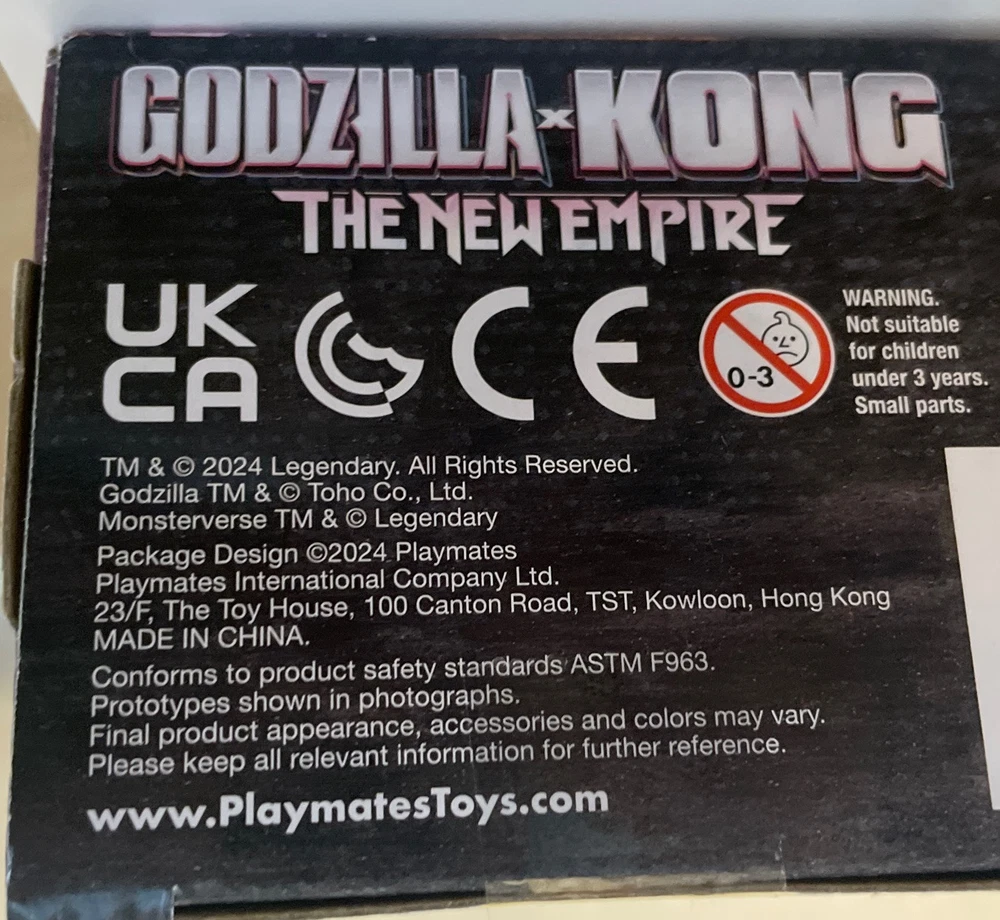 GODZILLA x KONG
THE NEW EMPIRE
UK
CA
CE
0-3
WARNING.
Not suitable
for children
under 3 years.
Small parts.
TM & © 2024 Legendary. All Rights Reserved.
Godzilla TM & © Toho Co., Ltd.
Monsterverse TM & © Legendary
Package Design ©2024 Playmates
Playmates International Company Ltd.
23/F, The Toy House, 100 Canton Road, TST, Kowloon, Hong Kong
MADE IN CHINA.
Conforms to product safety standards ASTM F963.
Prototypes shown in photographs.
Final product appearance, accessories and colors may vary.
Please keep all relevant information for further reference.
www.PlaymatesToys.com